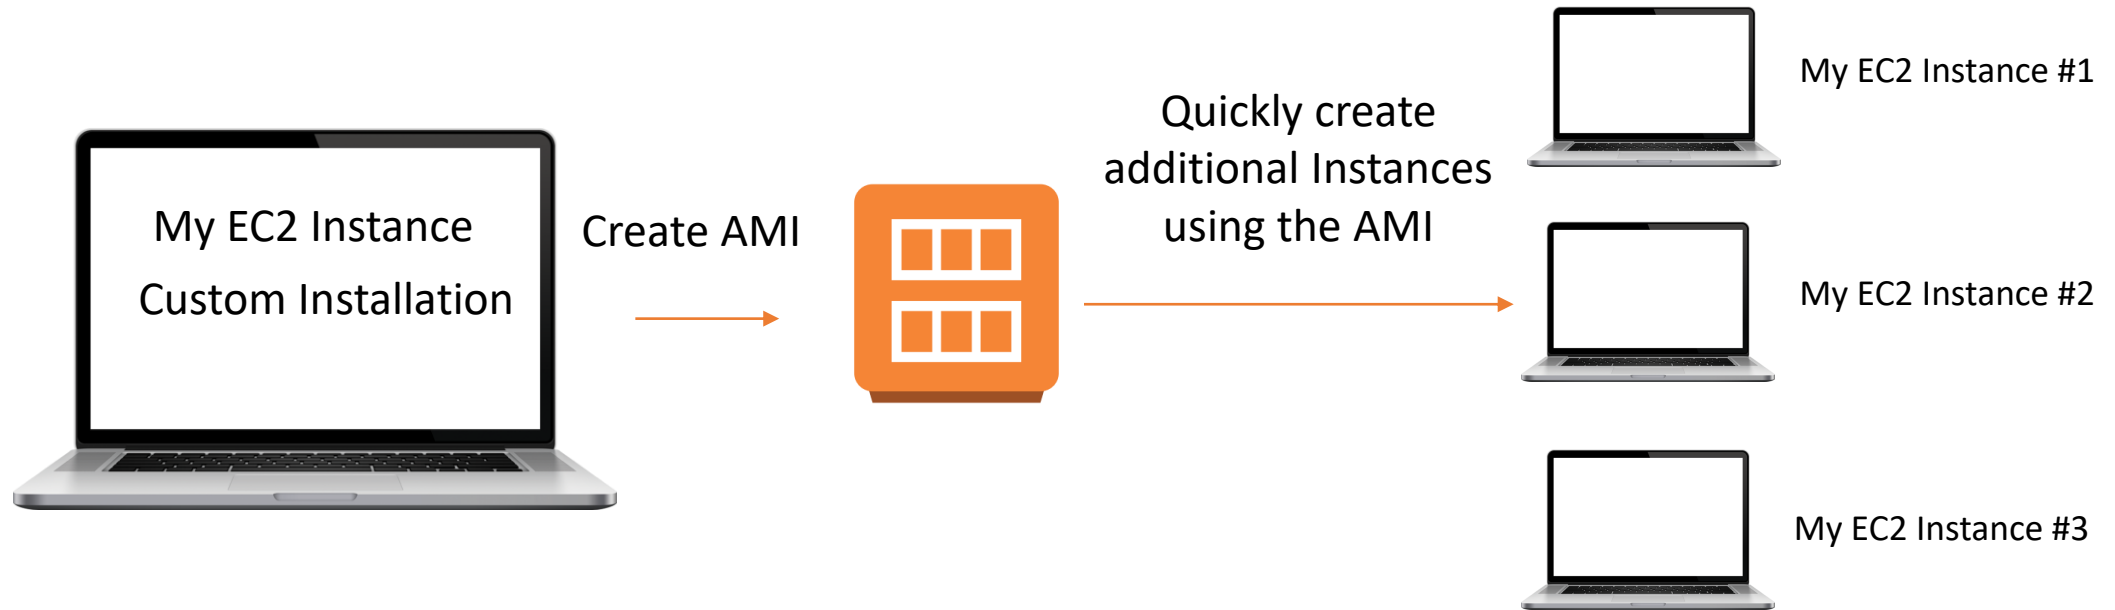 My EC2 Instance
Custom Installation
Create AMI
Quickly create
additional Instances
using the AMI
My EC2 Instance #1
My EC2 Instance #2
My EC2 Instance #3